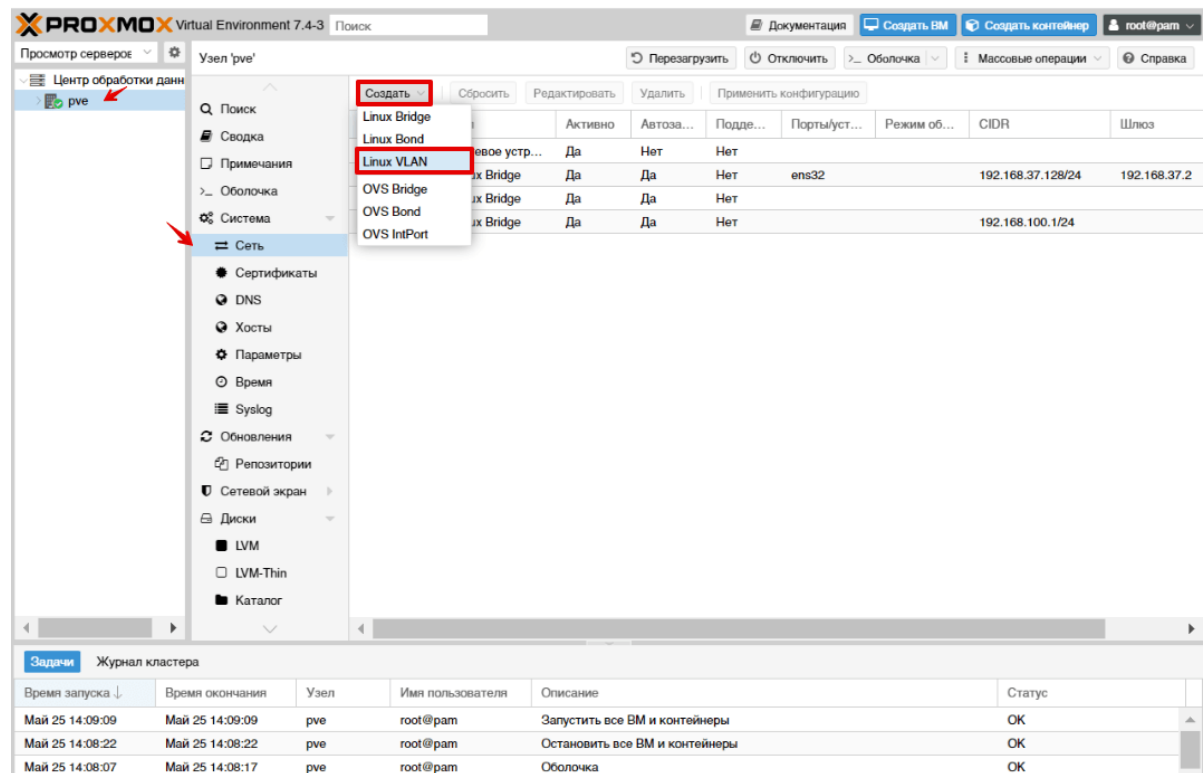 PROXMOX Virtual Environment 7.4-3 Поиск Документация Создать ВМ Создать контейнер root@pam
Просмотр серверов
Узел 'pve' Перезагрузить Отключить Оболочка Массовые операции Справка
Центр обработки данн
pve
Поиск
Сводка
Примечания
Оболочка
Система
Сеть
Сертификаты
DNS
Хосты
Параметры
Время
Syslog
Обновления
Репозитории
Сетевой экран
Диски
LVM
LVM-Thin
Каталог
Создать Сбросить Редактировать Удалить Применить конфигурацию
Linux Bridge
Linux Bond
Linux VLAN
OVS Bridge
OVS Bond
OVS IntPort
Активно Автоза... Подде... Порты/уст... Режим об... CIDR Шлюз
евое устр... Да Нет Нет
ux Bridge Да Да Нет ens32 192.168.37.128/24 192.168.37.2
ux Bridge Да Да Нет
ux Bridge Да Да Нет 192.168.100.1/24
Задачи Журнал кластера
Время запуска Время окончания Узел Имя пользователя Описание Статус
Май 25 14:09:09 Май 25 14:09:09 pve root@pam Запустить все ВМ и контейнеры OK
Май 25 14:08:22 Май 25 14:08:22 pve root@pam Остановить все ВМ и контейнеры OK
Май 25 14:08:07 Май 25 14:08:17 pve root@pam Оболочка OK